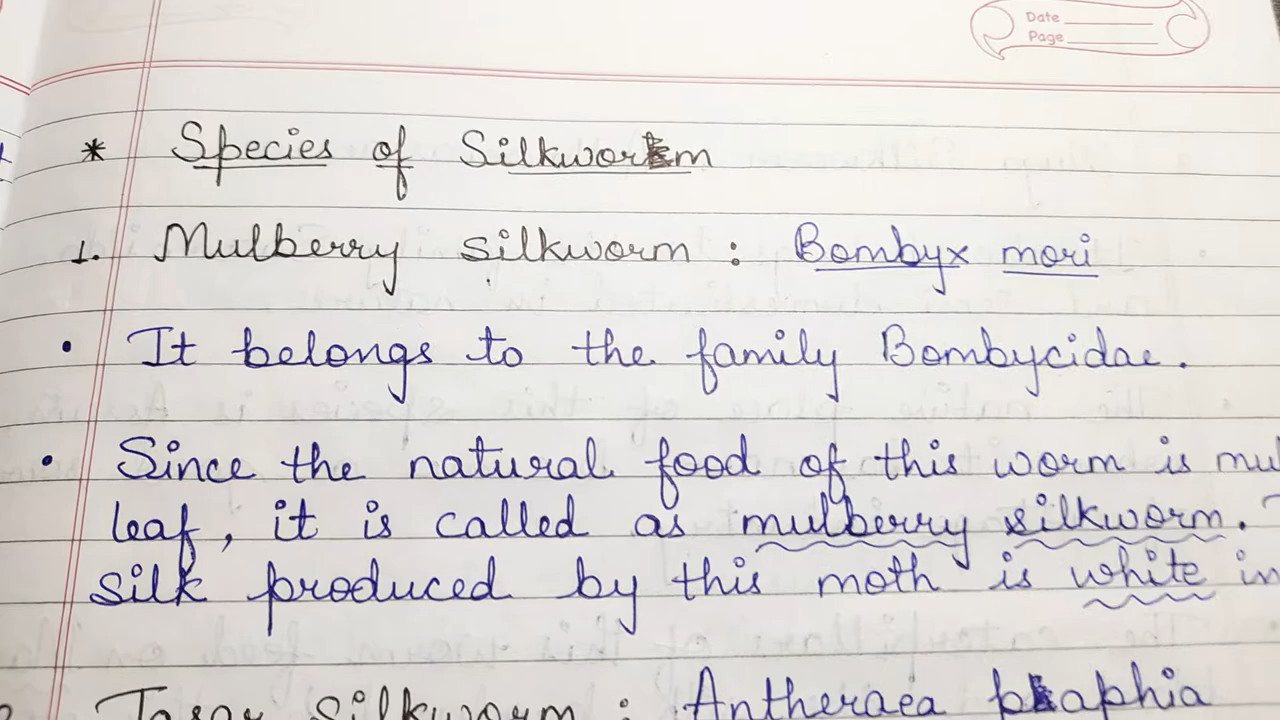 Date
Page
* Species of Silkworm
1. Mulberry silkworm : Bombyx mori
• It belongs to the family Bombycidae.
• Since the natural food of this worm is mul
leaf, it is called as mulberry silkworm. T
silk produced by this moth is white in
Tasar silkworm : Antheraea paphia